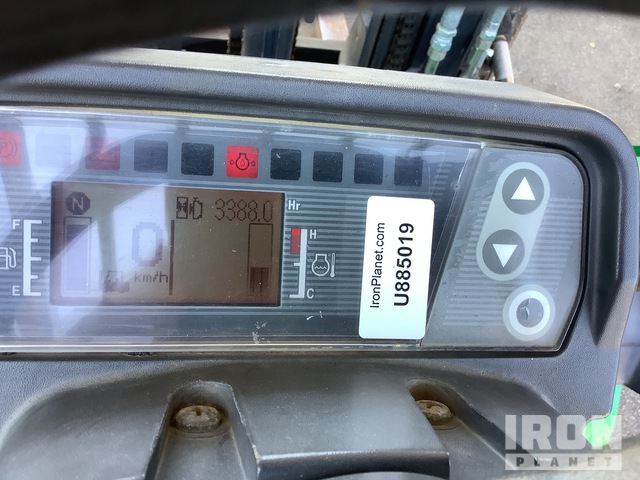 N 3388.0 Hr
F
0
km/h
E
H
C
IronPlanet.com
U885019
IRON
PLANET